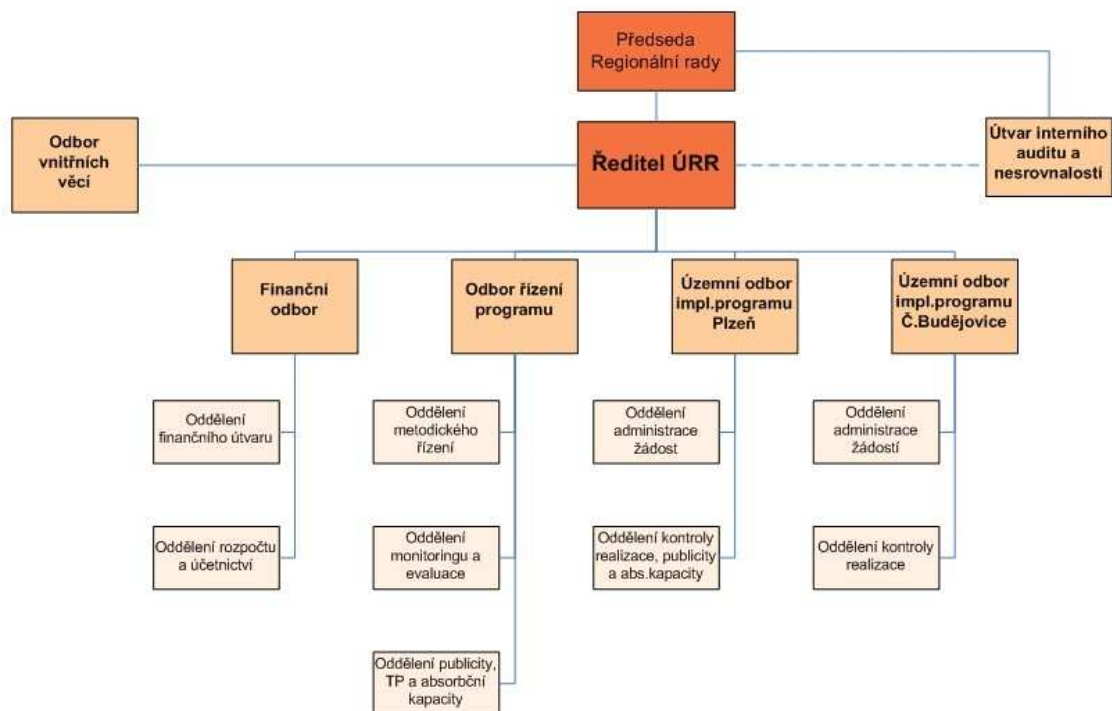 Předseda
Regionální rady
Odbor
vnitřních
věcí
Ředitel ÚRR
Útvar interního
auditu a
nesrovnalostí
Finanční
odbor
Odbor řízení
programu
Územní odbor
impl.programu
Plzeň
Územní odbor
impl.programu
Č.Budějovice
Oddělení
finančního útvaru
Oddělení
metodického
řízení
Oddělení
administrace
žádost
Oddělení
administrace
žádostí
Oddělení rozpočtu
a účetnictví
Oddělení
monitoringu a
evaluace
Oddělení kontroly
realizace, publicity
a abs.kapacity
Oddělení kontroly
realizace
Oddělení publicity,
TP a absorbční
kapacity